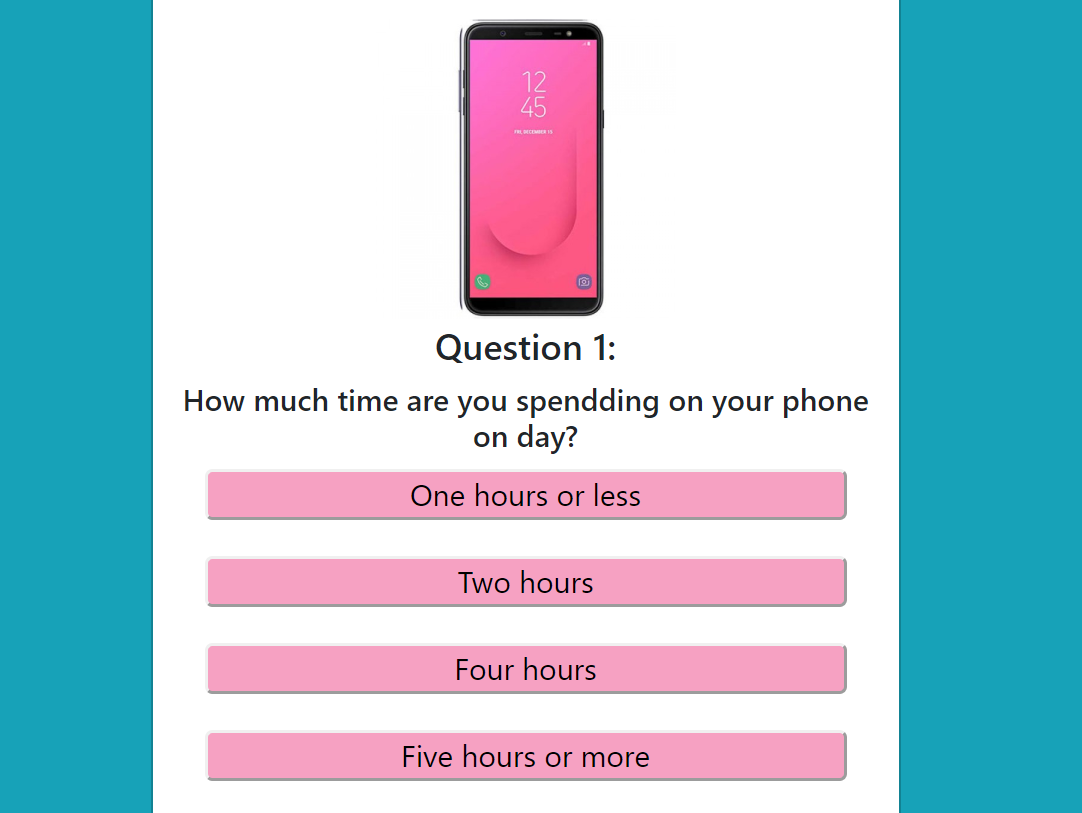 12
45
FRI, DECEMBER 15
Question 1:
How much time are you spendding on your phone
on day?
One hours or less
Two hours
Four hours
Five hours or more